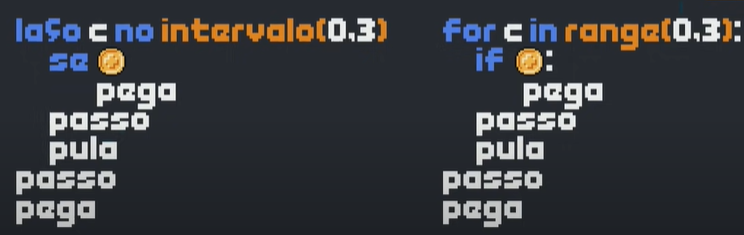 laço c no intervalo(0,3)
se
pega
passo
pula
passo
pega
for c in range(0,3):
if :
pega
passo
pula
passo
pega